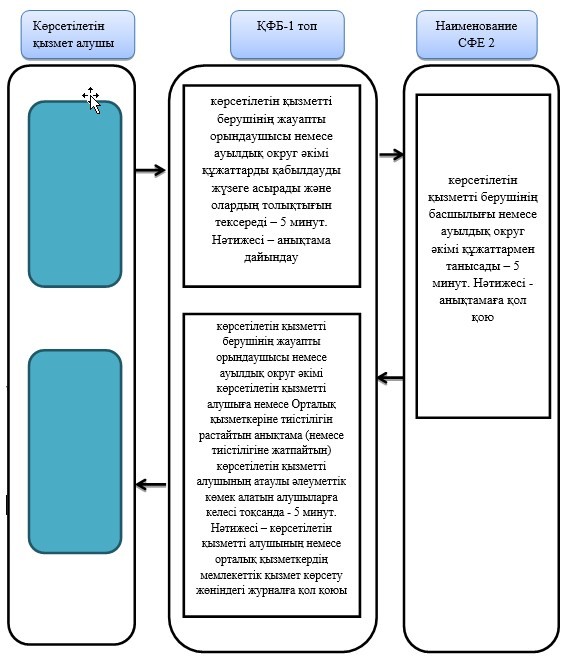 Көрсетілетін
қызмет алушы
ҚФБ-1 топ
Наименование
СФЕ 2
көрсетілетін қызметті
берушінің жауапты
орындаушысы немесе
ауылдық округ әкімі
құжаттарды қабылдауды
жүзеге асырады және
олардың толықтығын
тексереді – 5 минут.
Нәтижесі – анықтама
дайындау
көрсетілетін
қызметті берушінің
басшылығы немесе
ауылдық округ
әкімі құжаттармен
танысады – 5
минут. Нәтижесі -
анықтамаға қол
қою
көрсетілетін қызметті
берушінің жауапты
орындаушысы немесе
ауылдық округ әкімі
көрсетілетін қызметті
алушыға немесе Орталық
қызметкеріне тиістілігін
растайтын анықтама (немесе
тиістілігіне жатпайтын)
көрсетілетін қызметті
алушының атаулы әлеуметтік
көмек алатын алушыларға
келесі тоқсанда - 5 минут.
Нәтижесі – көрсетілетін
қызметті алушының немесе
орталық қызметкердің
мемлекеттік қызмет көрсету
жөніндегі журналға қол қоюы